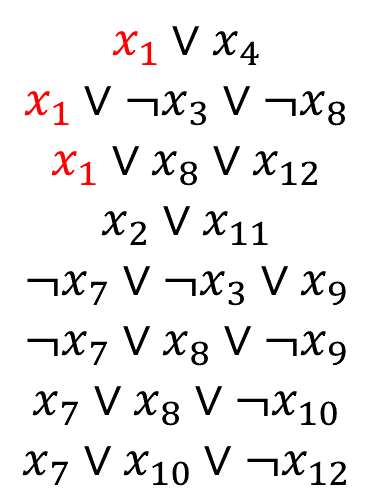 x₁ ∨ x₄
x₁ ∨ ¬x₃ ∨ ¬x₈
x₁ ∨ x₈ ∨ x₁₂
x₂ ∨ x₁₁
¬x₇ ∨ ¬x₃ ∨ x₉
¬x₇ ∨ x₈ ∨ ¬x₉
x₇ ∨ x₈ ∨ ¬x₁₀
x₇ ∨ x₁₀ ∨ ¬x₁₂